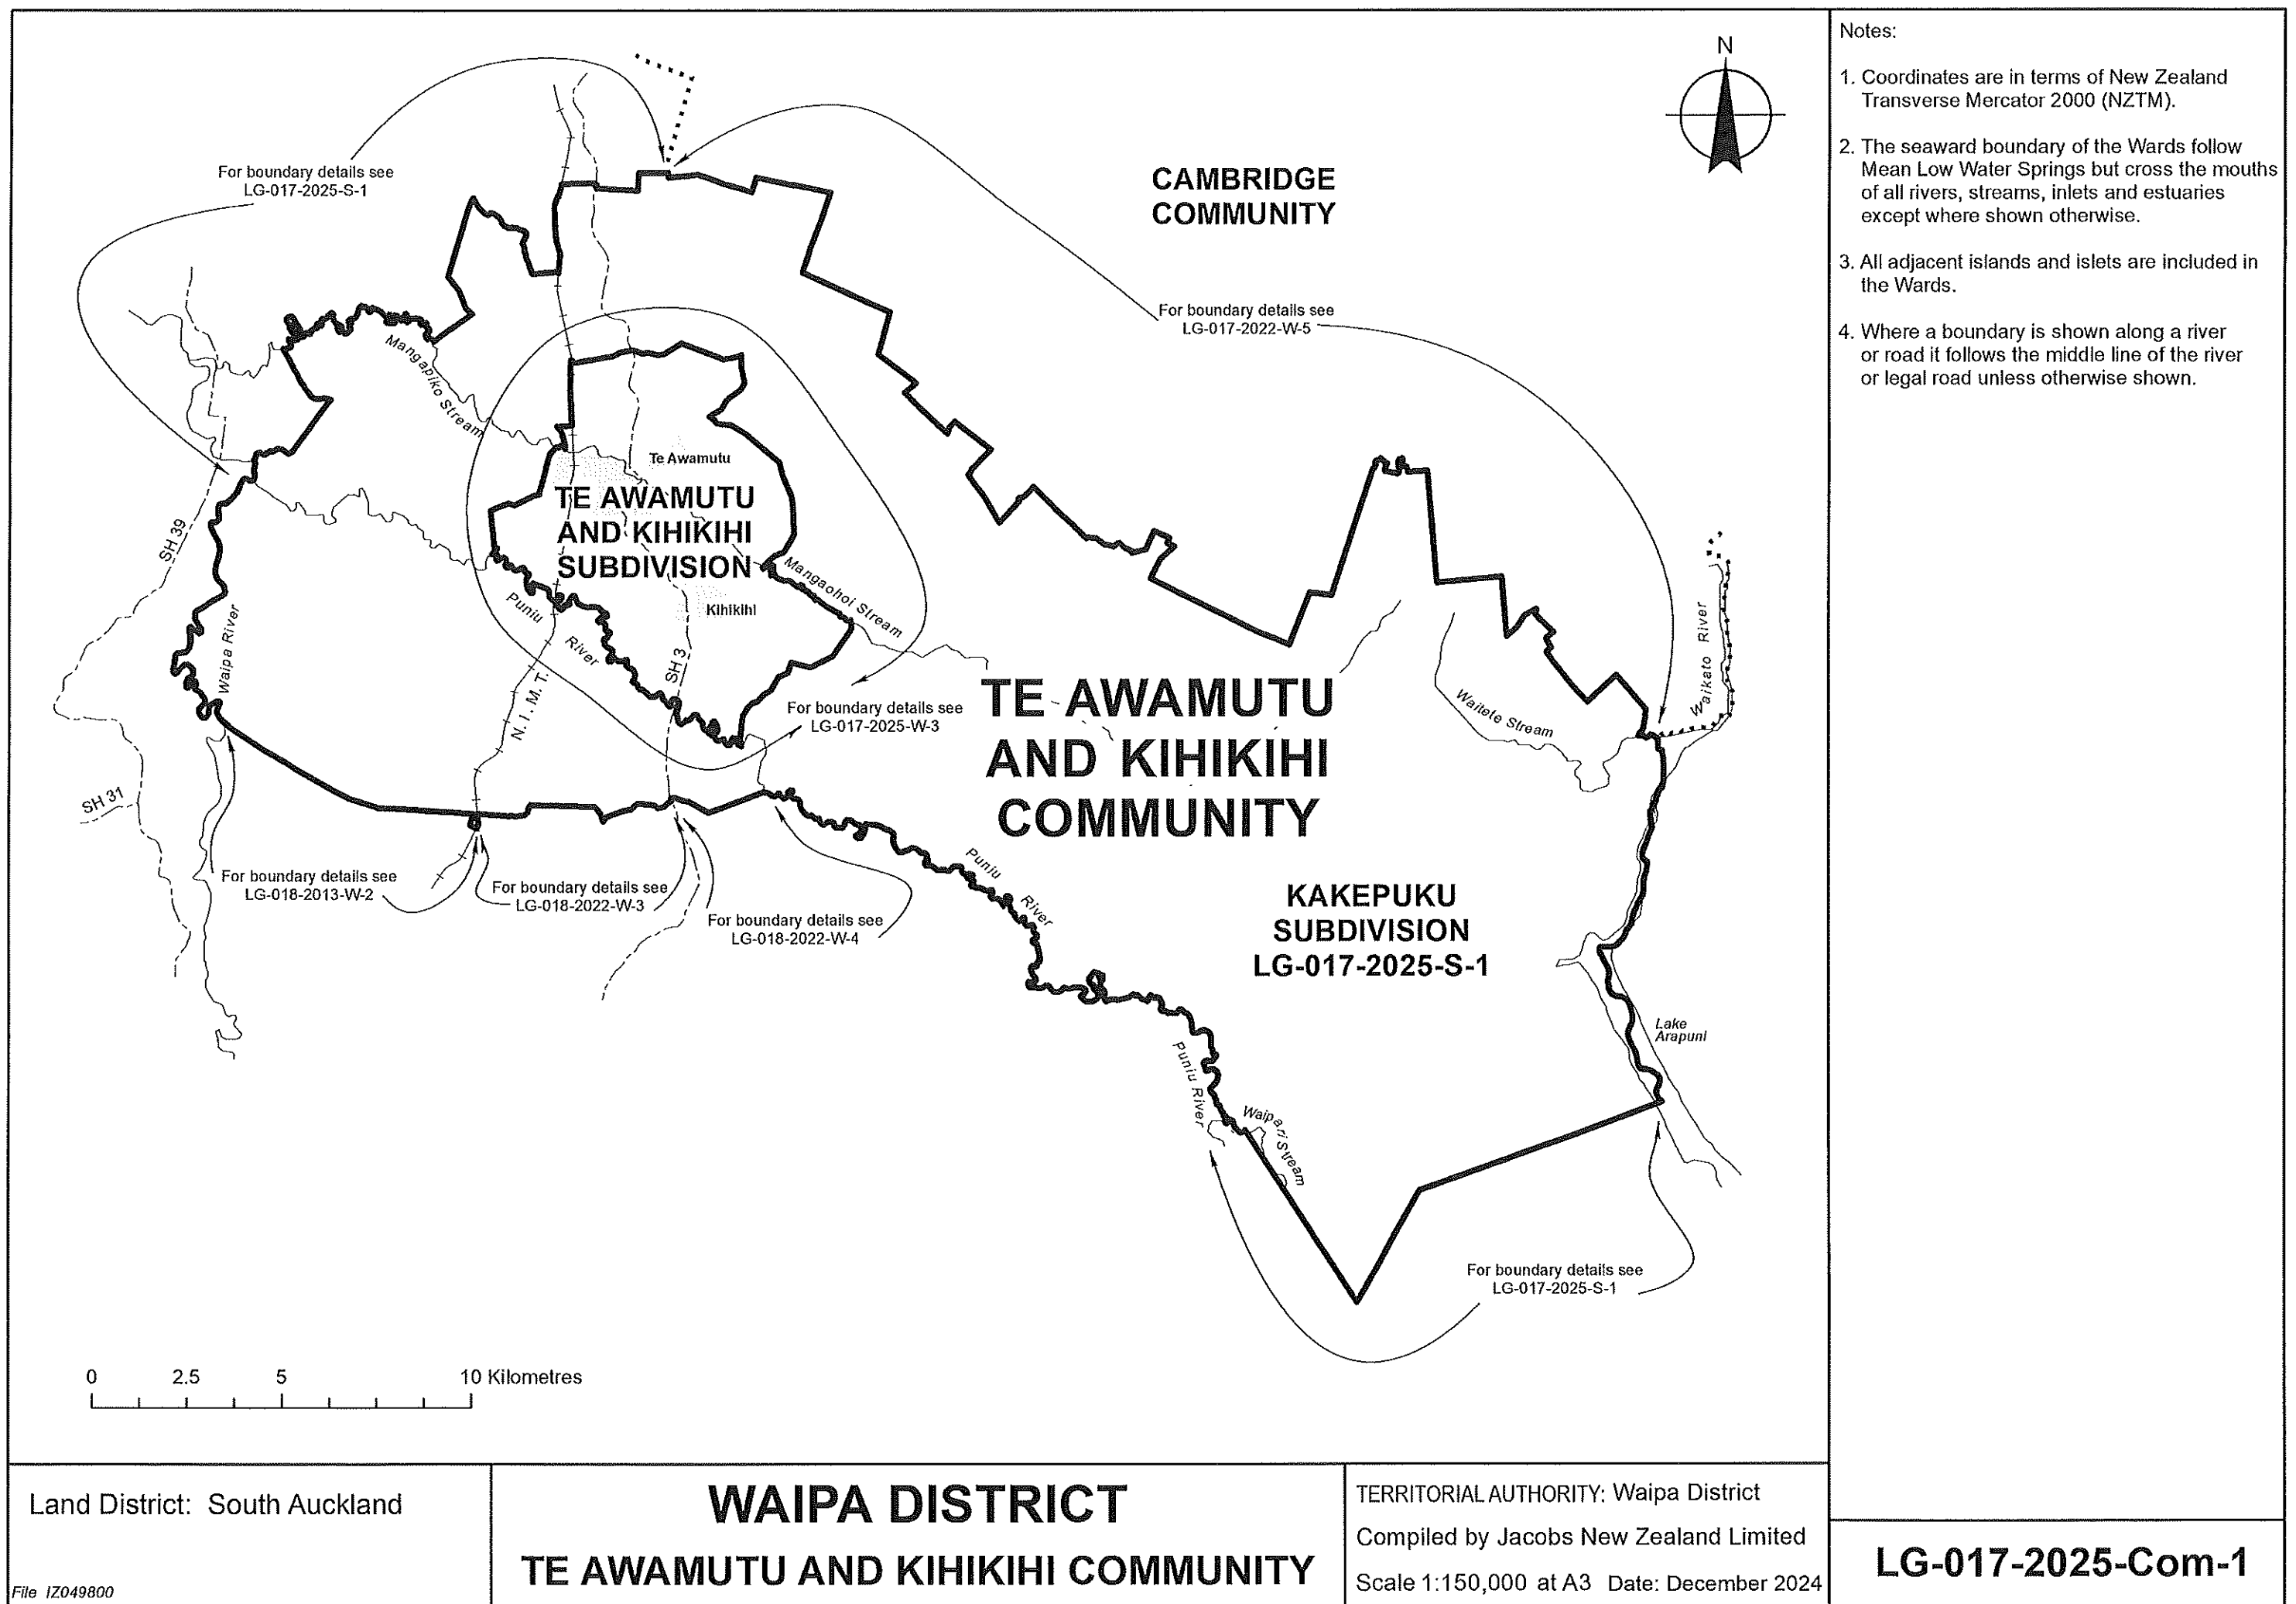 N
CAMBRIDGE
COMMUNITY
For boundary details see
LG-017-2025-S-1
For boundary details see
LG-017-2022-W-5
Mangapiko Stream
Te Awamutu
TE AWAMUTU
AND KIHIKIHI
SUBDIVISION
Mangaohoi Stream
Kihikihi
Puniu
River
SH 39
Waipa River
N. I. M. T.
SH 3
SH 31
For boundary details see
LG-017-2025-W-3
TE AWAMUTU
AND KIHIKIHI
COMMUNITY
Waitete Stream
Waikato River
For boundary details see
LG-018-2013-W-2
For boundary details see
LG-018-2022-W-3
For boundary details see
LG-018-2022-W-4
Puniu
River
KAKEPUKU
SUBDIVISION
LG-017-2025-S-1
Lake
Arapuni
Puniu River
Waipari Stream
For boundary details see
LG-017-2025-S-1
0 2.5 5 10 Kilometres
Notes:
1. Coordinates are in terms of New Zealand
Transverse Mercator 2000 (NZTM).
2. The seaward boundary of the Wards follow
Mean Low Water Springs but cross the mouths
of all rivers, streams, inlets and estuaries
except where shown otherwise.
3. All adjacent islands and islets are included in
the Wards.
4. Where a boundary is shown along a river
or road it follows the middle line of the river
or legal road unless otherwise shown.
Land District: South Auckland
File IZ049800
WAIPA DISTRICT
TE AWAMUTU AND KIHIKIHI COMMUNITY
TERRITORIAL AUTHORITY: Waipa District
Compiled by Jacobs New Zealand Limited
Scale 1:150,000 at A3 Date: December 2024
LG-017-2025-Com-1